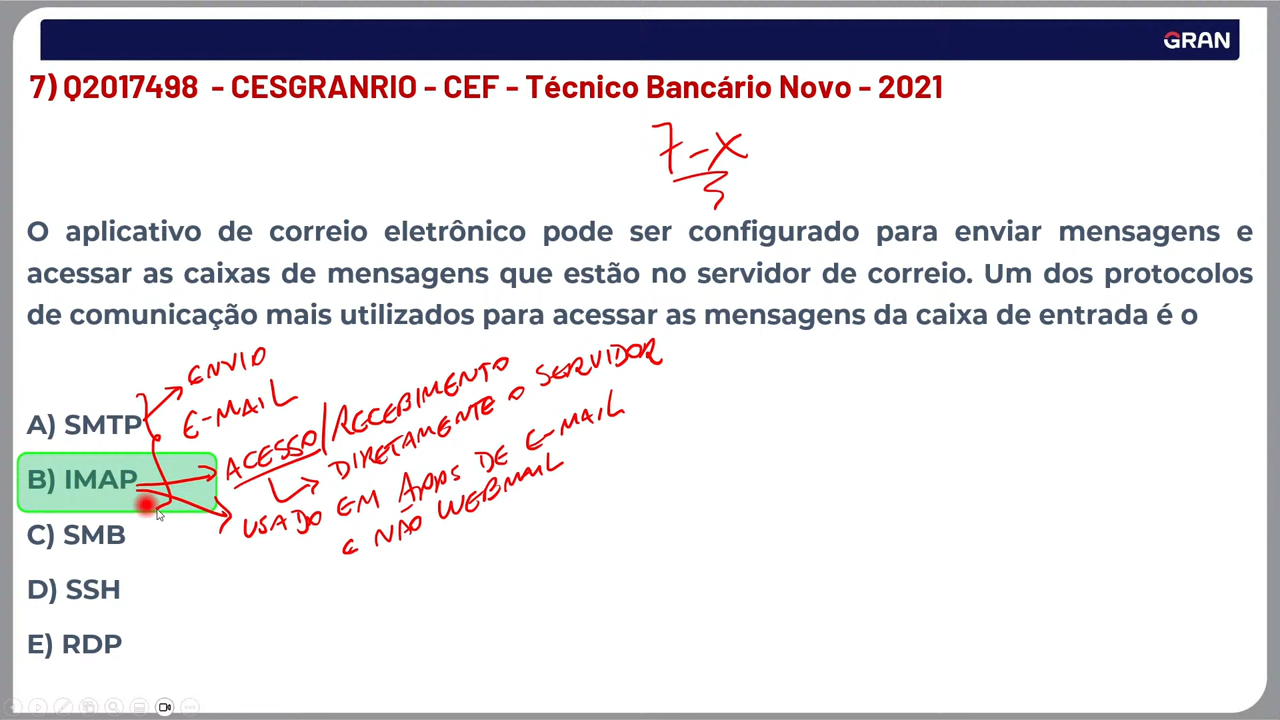 GRAN
7) Q2017498 - CESGRANRIO - CEF - Técnico Bancário Novo - 2021
7-X
O aplicativo de correio eletrônico pode ser configurado para enviar mensagens e
acessar as caixas de mensagens que estão no servidor de correio. Um dos protocolos
de comunicação mais utilizados para acessar as mensagens da caixa de entrada é o
ENVIO
E-MAIL
A) SMTP
ACESSO/RECEBIMENTO
DIRETAMENTE O SERVIDOR
B) IMAP
USADO EM APPS DE E-MAIL
E NÃO WEBMAIL
C) SMB
D) SSH
E) RDP